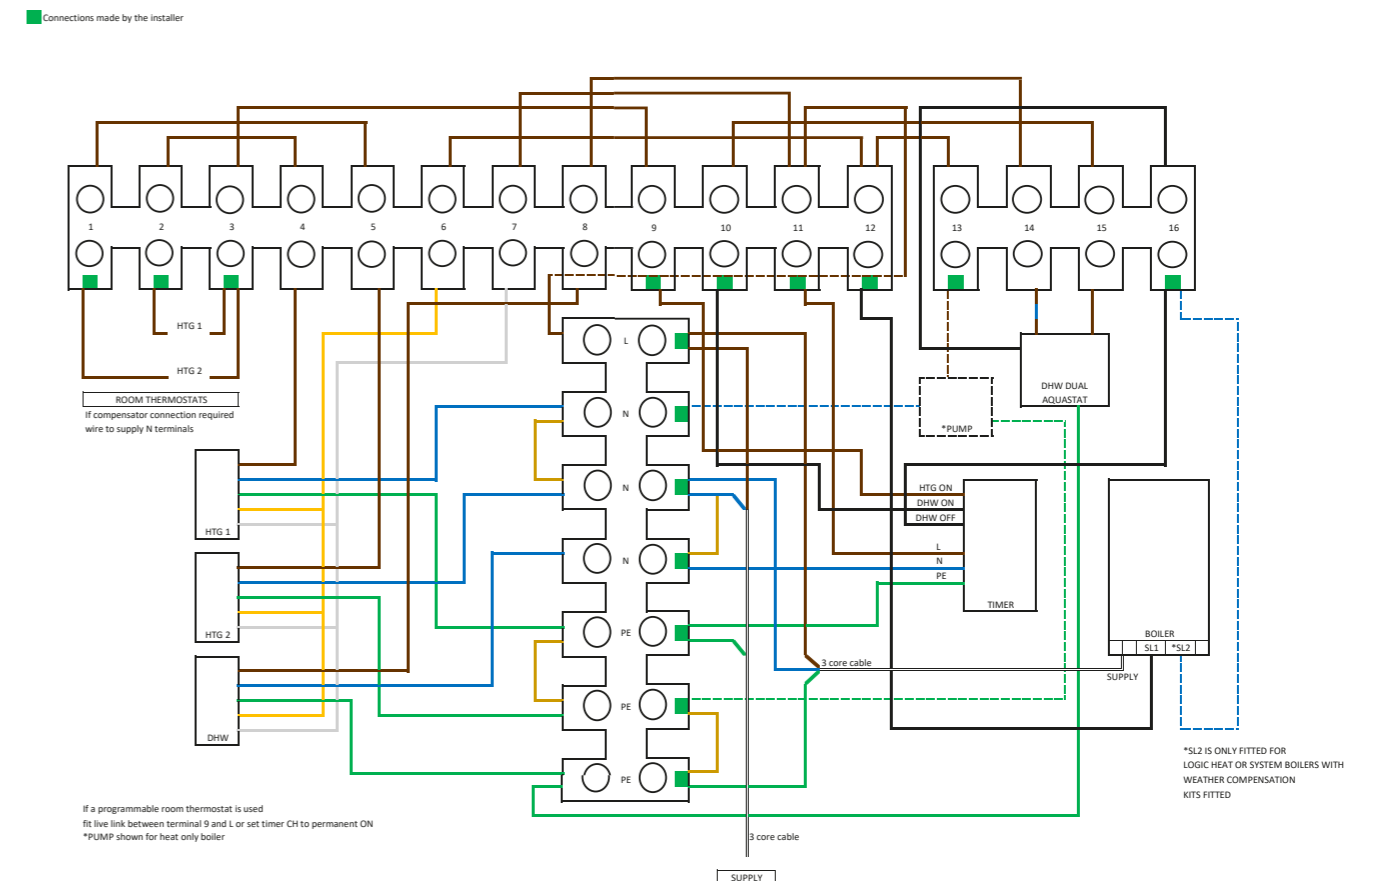 Connections made by the installer
1 2 3 4 5 6 7 8 9 10 11 12 13 14 15 16
HTG 1
HTG 2
ROOM THERMOSTATS
If compensator connection required
wire to supply N terminals
L
N
N
N
PE
PE
PE
DHW DUAL
AQUASTAT
*PUMP
HTG 1
HTG 2
DHW
HTG ON
DHW ON
DHW OFF
L
N
PE
TIMER
BOILER
SL1 *SL2
SUPPLY
3 core cable
*SL2 IS ONLY FITTED FOR
LOGIC HEAT OR SYSTEM BOILERS WITH
WEATHER COMPENSATION
KITS FITTED
If a programmable room thermostat is used
fit live link between terminal 9 and L or set timer CH to permanent ON
*PUMP shown for heat only boiler
3 core cable
SUPPLY